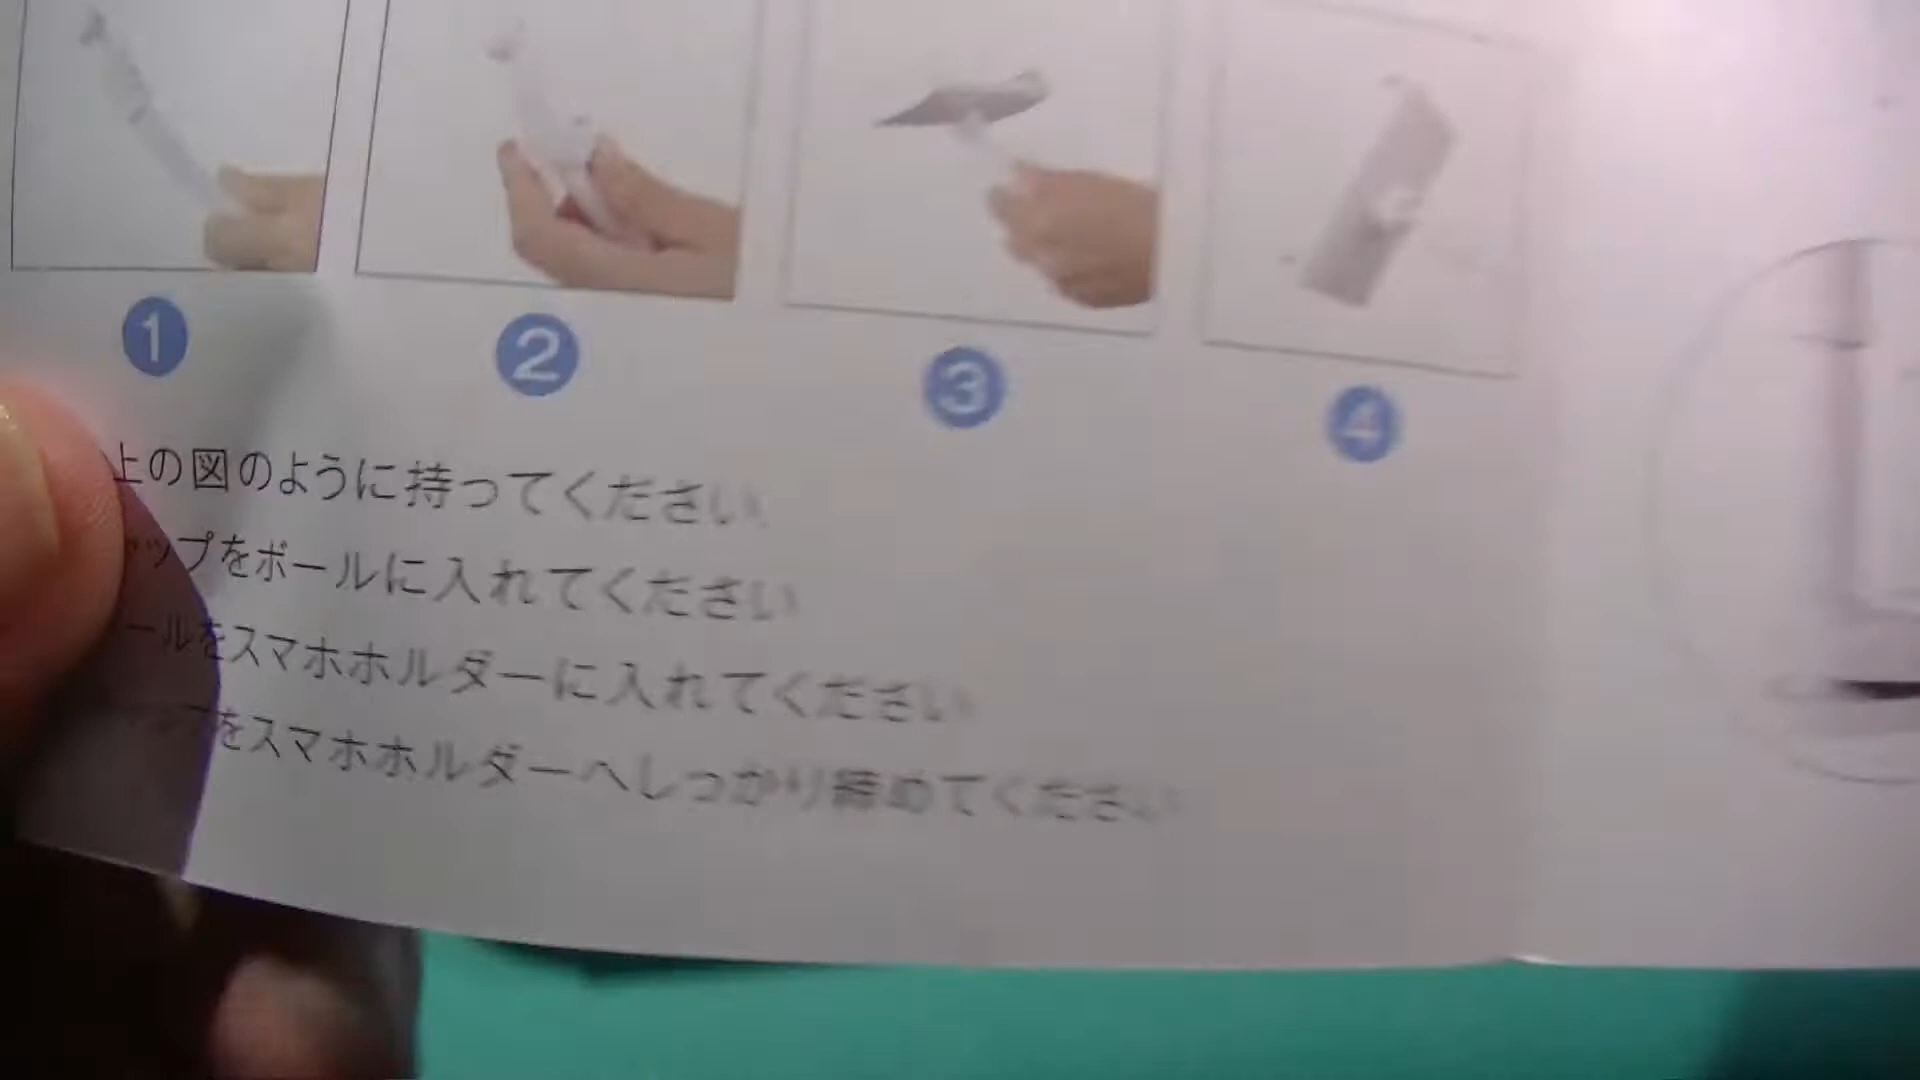 1 2 3 4
上の図のように持ってください
ップをボールに入れてください
ールをスマホホルダーに入れてください
ップをスマホホルダーへしっかり締めてください